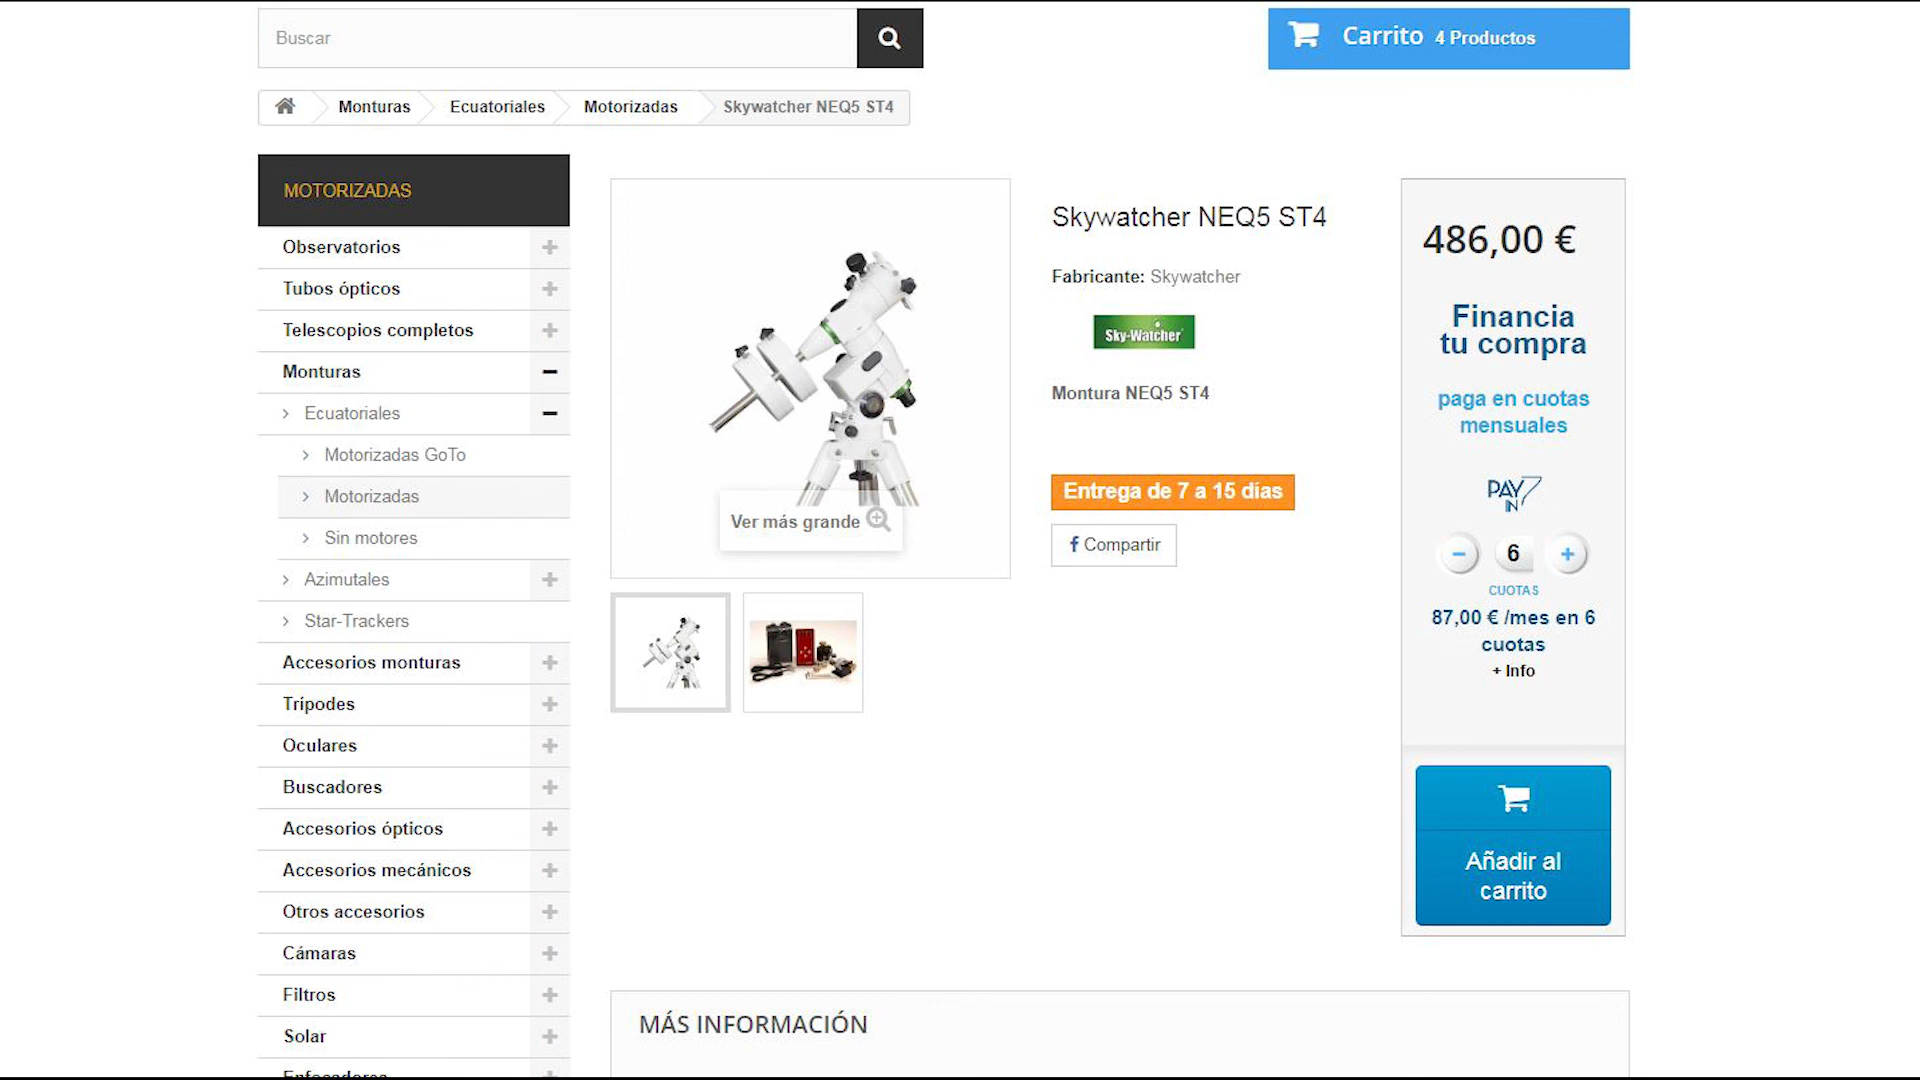 Buscar
Carrito 4 Productos
Monturas
Ecuatoriales
Motorizadas
Skywatcher NEQ5 ST4
MOTORIZADAS
Observatorios
Tubos ópticos
Telescopios completos
Monturas
Ecuatoriales
Motorizadas GoTo
Motorizadas
Sin motores
Azimutales
Star-Trackers
Accesorios monturas
Trípodes
Oculares
Buscadores
Accesorios ópticos
Accesorios mecánicos
Otros accesorios
Cámaras
Filtros
Solar
Enfocadores
Ver más grande
Skywatcher NEQ5 ST4
Fabricante: Skywatcher
Sky-Watcher
Montura NEQ5 ST4
Entrega de 7 a 15 días
Compartir
486,00 €
Financia
tu compra
paga en cuotas
mensuales
PAY
IN
7
6
CUOTAS
87,00 € /mes en 6
cuotas
+ Info
Añadir al
carrito
MÁS INFORMACIÓN